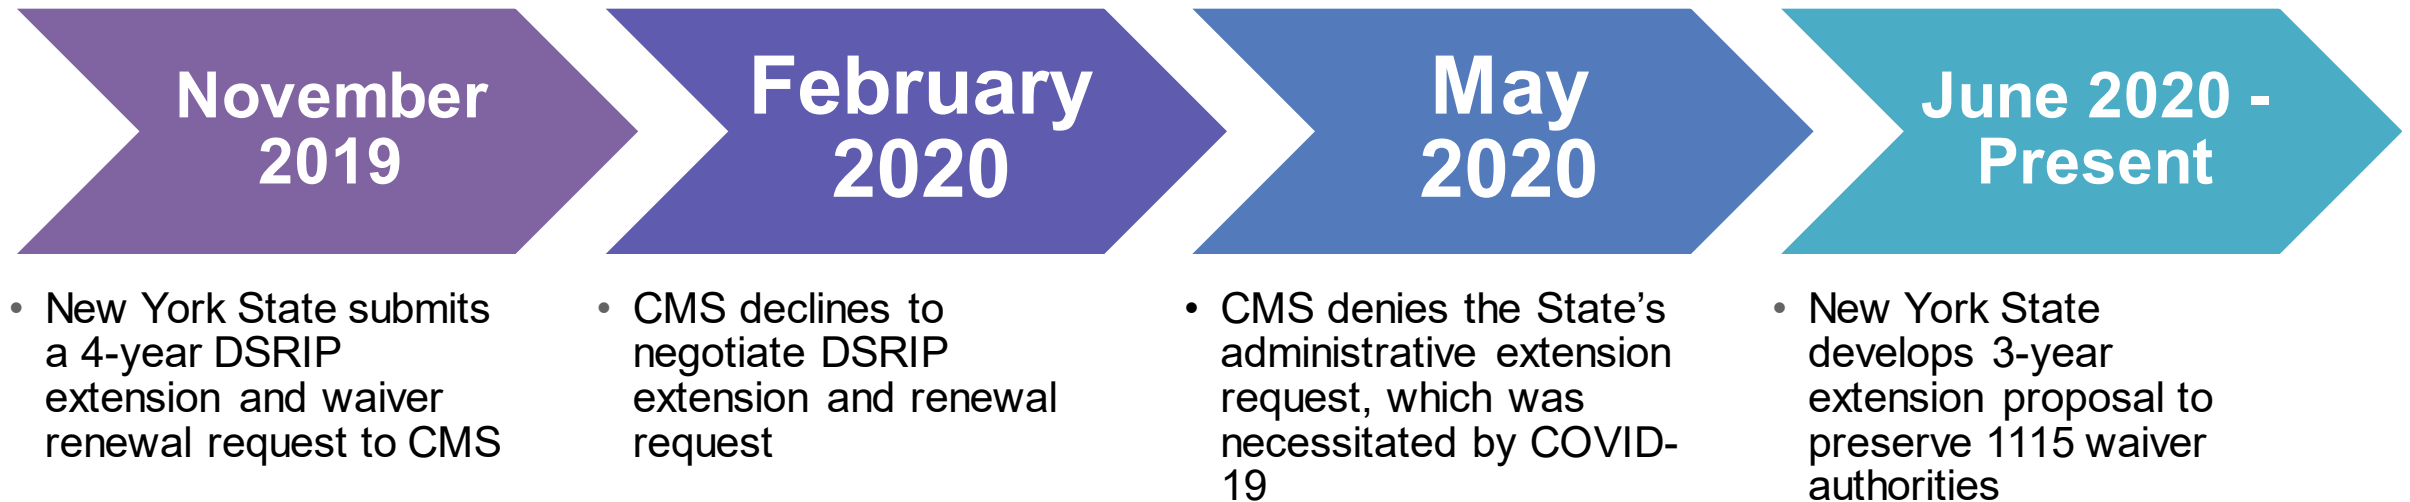 November
2019
February
2020
May
2020
June 2020 -
Present
• New York State submits
a 4-year DSRIP
extension and waiver
renewal request to CMS
• CMS declines to
negotiate DSRIP
extension and renewal
request
• CMS denies the State’s
administrative extension
request, which was
necessitated by COVID-
19
• New York State
develops 3-year
extension proposal to
preserve 1115 waiver
authorities